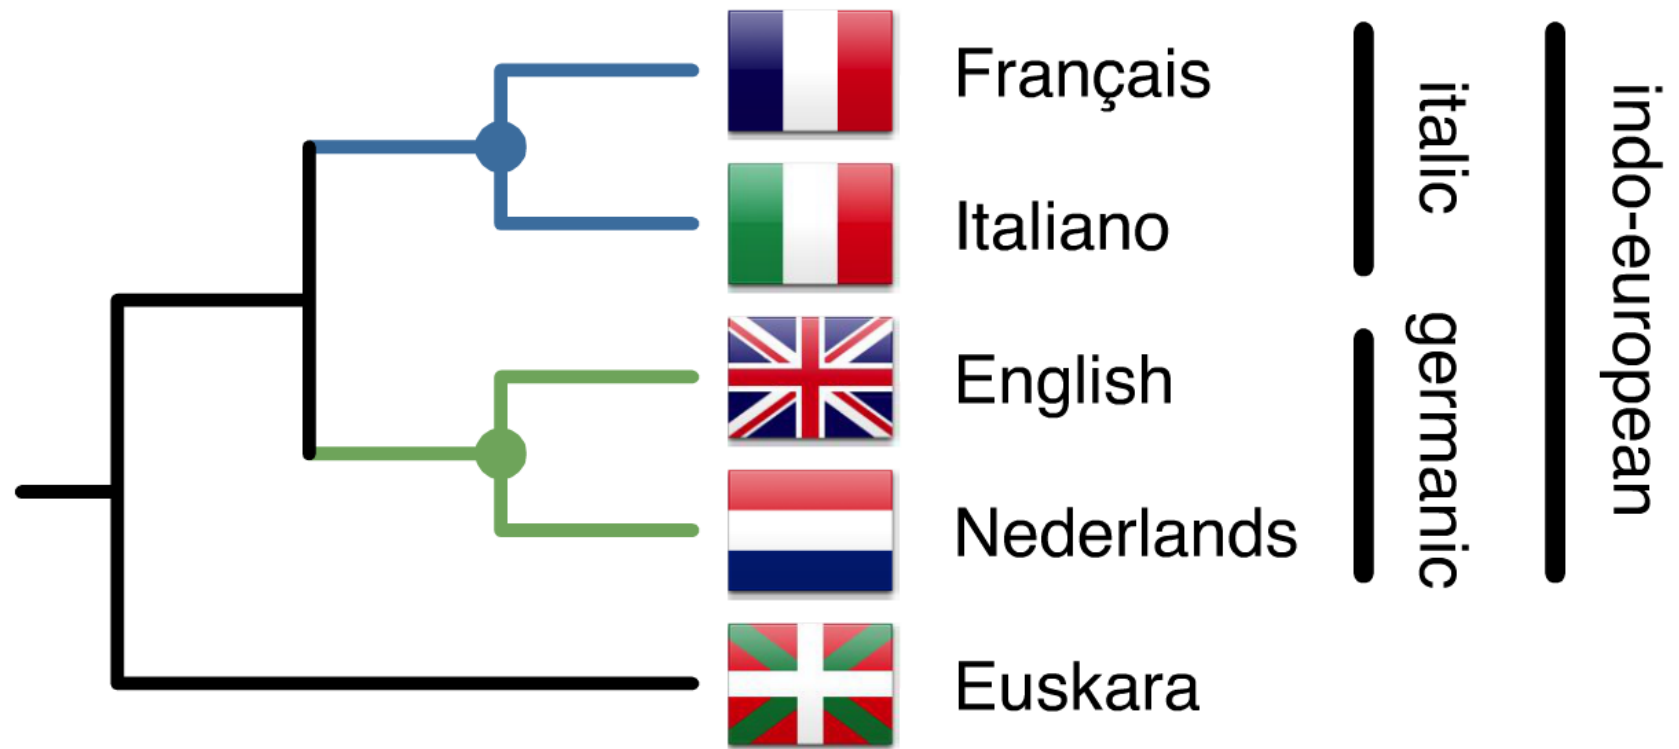 Français
Italiano
English
Nederlands
Euskara
italic
germanic
indo-european